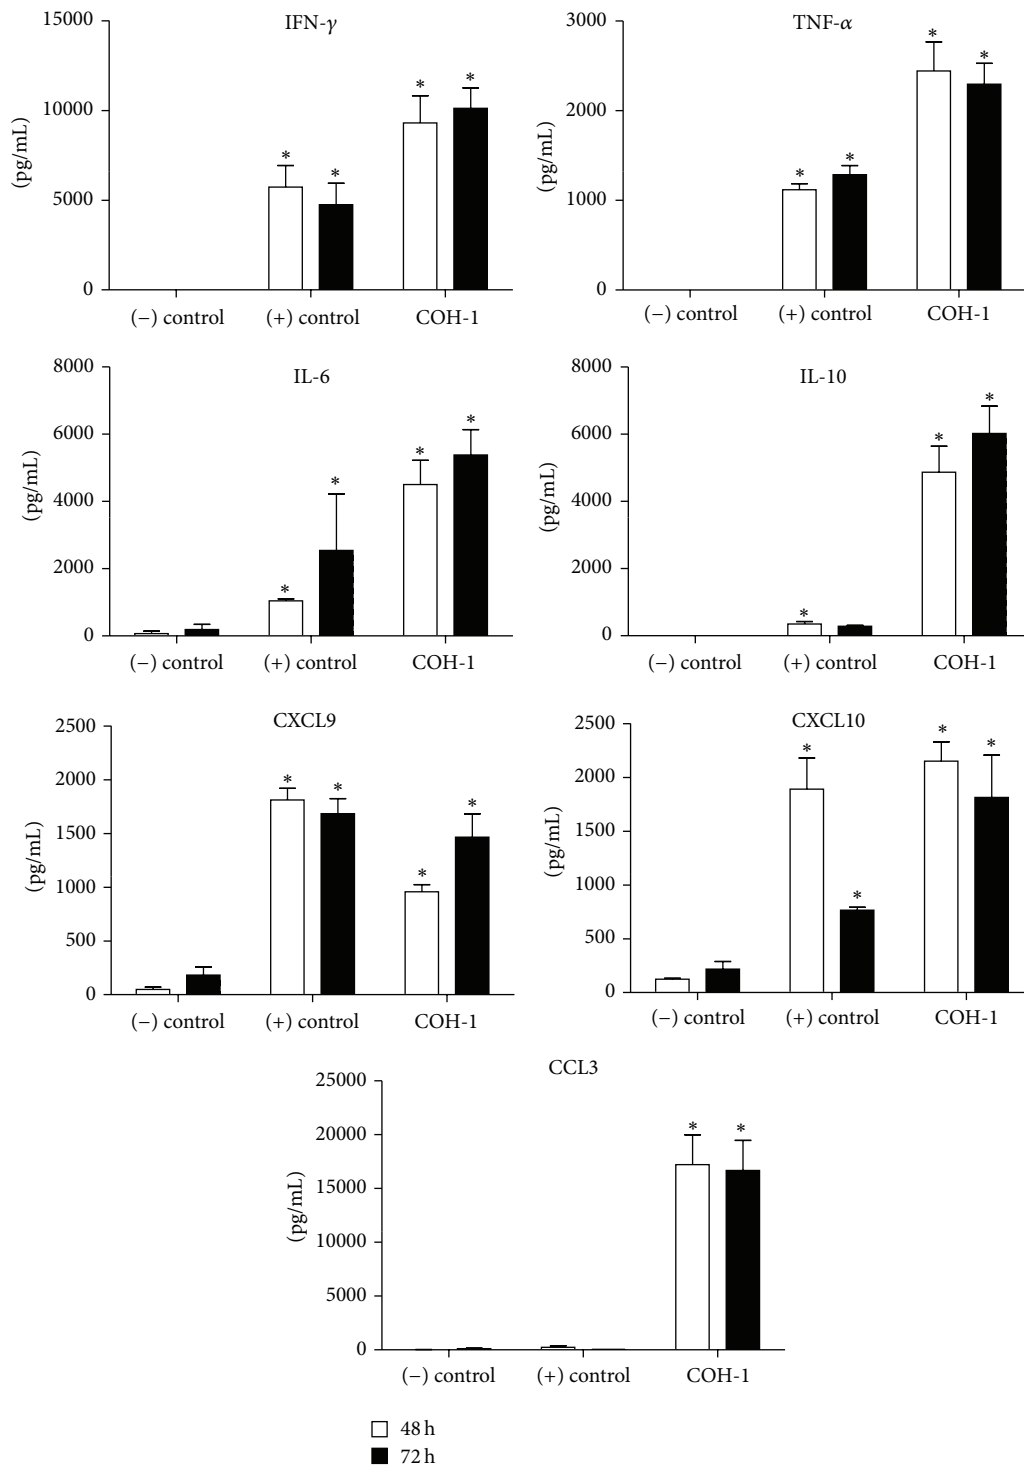 IFN-γ
15000
10000
5000
0
(pg/mL)
* * * *
(−) control (+) control COH-1
TNF-α
3000
2000
1000
0
(pg/mL)
* * * *
(−) control (+) control COH-1
IL-6
8000
6000
4000
2000
0
(pg/mL)
* * * *
(−) control (+) control COH-1
IL-10
8000
6000
4000
2000
0
(pg/mL)
* * *
(−) control (+) control COH-1
CXCL9
2500
2000
1500
1000
500
0
(pg/mL)
* * * *
(−) control (+) control COH-1
CXCL10
2500
2000
1500
1000
500
0
(pg/mL)
* * * *
(−) control (+) control COH-1
CCL3
25000
20000
15000
10000
5000
0
(pg/mL)
* *
(−) control (+) control COH-1
48 h
72 h